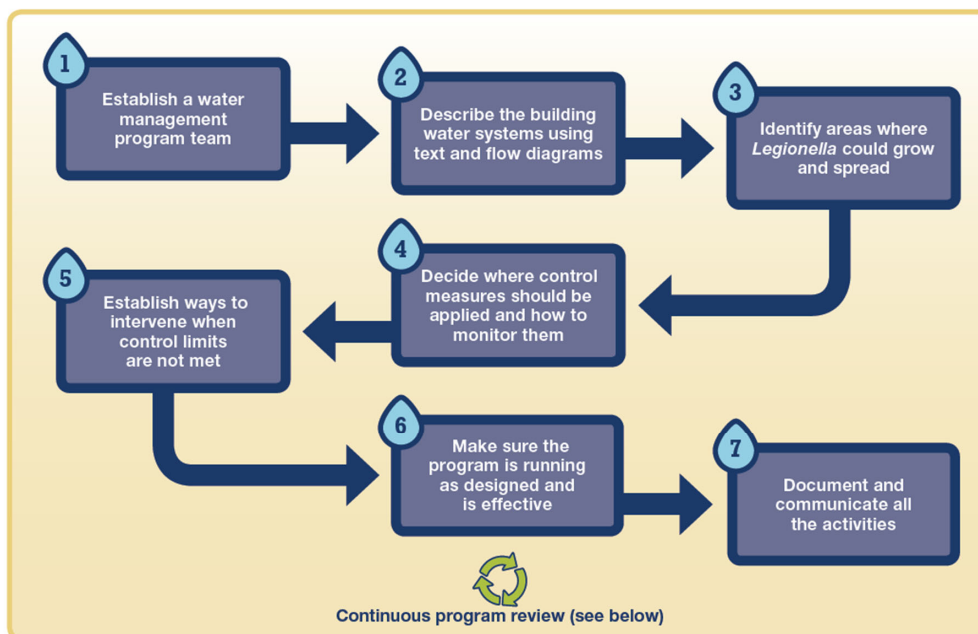 1
Establish a water
management
program team
2
Describe the building
water systems using
text and flow diagrams
3
Identify areas where
Legionella could grow
and spread
4
Decide where control
measures should be
applied and how to
monitor them
5
Establish ways to
intervene when
control limits
are not met
6
Make sure the
program is running
as designed and
is effective
7
Document and
communicate all
the activities
Continuous program review (see below)